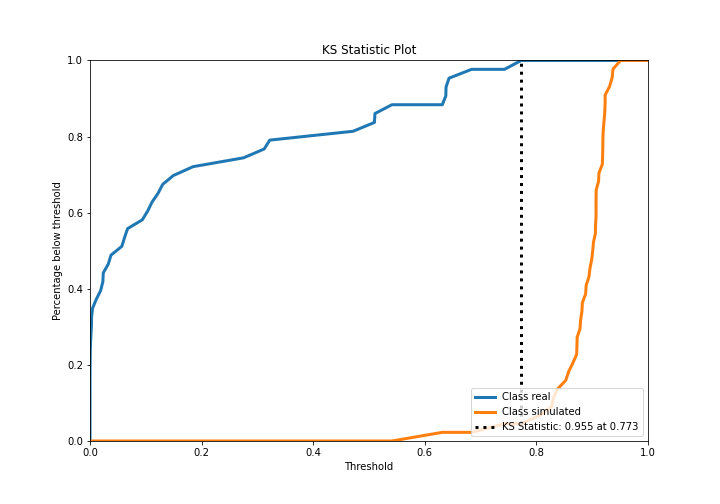 KS Statistic Plot
1.0
0.8
0.6
0.4
0.2
0.0
Percentage below threshold
Class real
Class simulated
KS Statistic: 0.955 at 0.773
0.0 0.2 0.4 0.6 0.8 1.0
Threshold